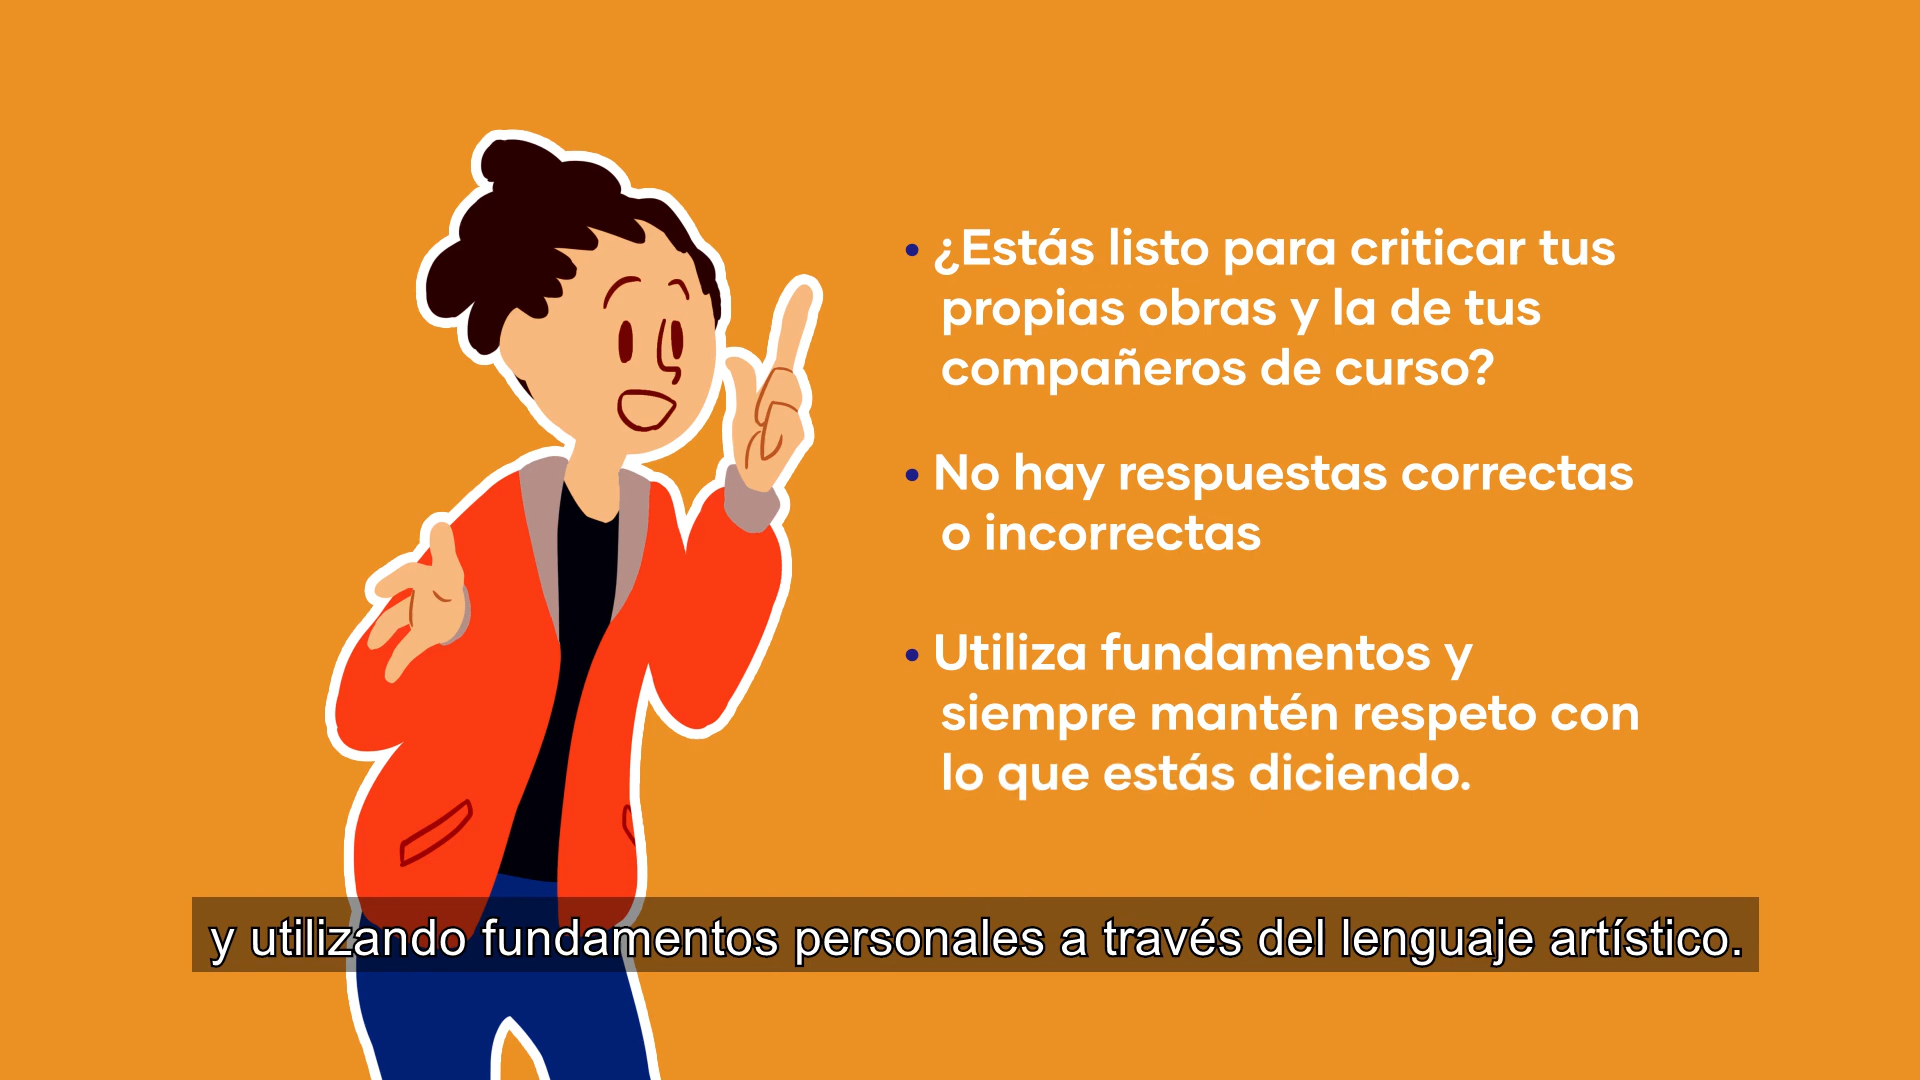 • ¿Estás listo para criticar tus
propias obras y la de tus
compañeros de curso?
• No hay respuestas correctas
o incorrectas
• Utiliza fundamentos y
siempre mantén respeto con
lo que estás diciendo.
y utilizando fundamentos personales a través del lenguaje artístico.